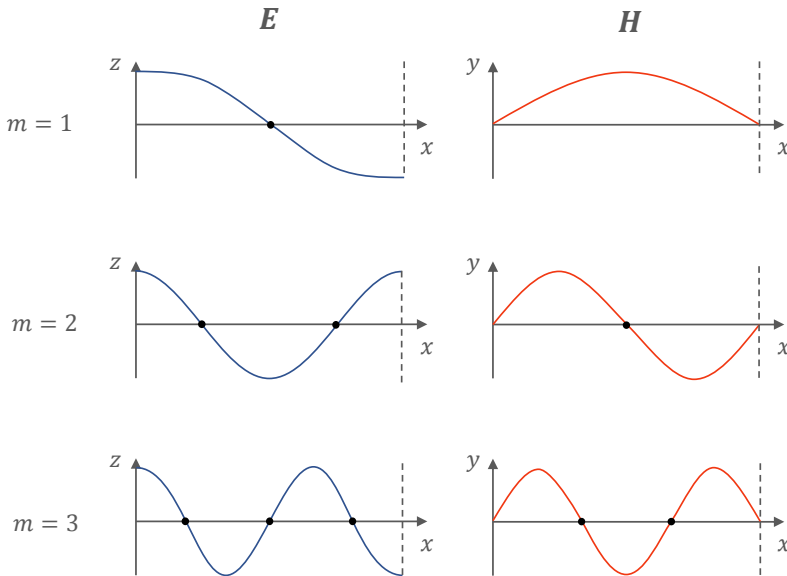 E H
z y
m = 1
x x
z y
m = 2
x x
z y
m = 3
x x